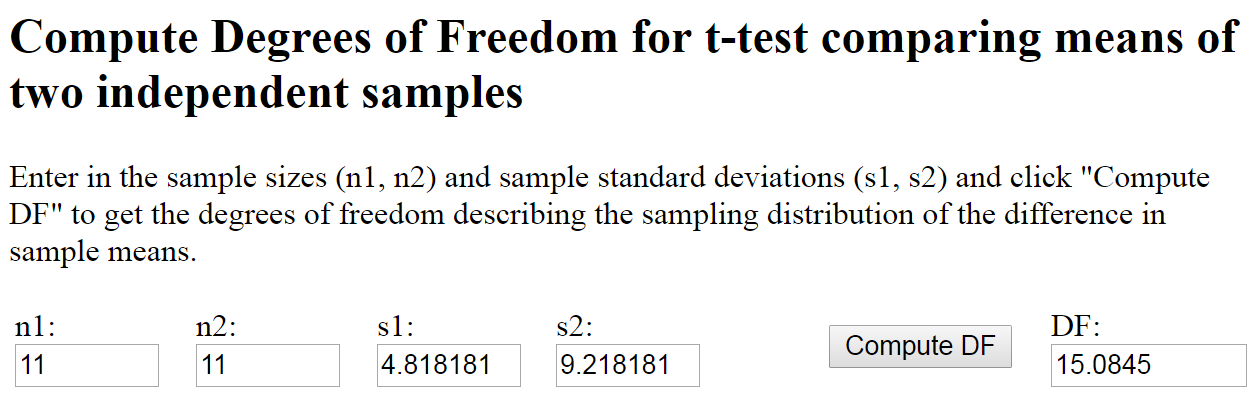 Compute Degrees of Freedom for t-test comparing means of
two independent samples
Enter in the sample sizes (n1, n2) and sample standard deviations (s1, s2) and click "Compute
DF" to get the degrees of freedom describing the sampling distribution of the difference in
sample means.
n1: n2: s1: s2: DF:
11 11 4.818181 9.218181 Compute DF 15.0845